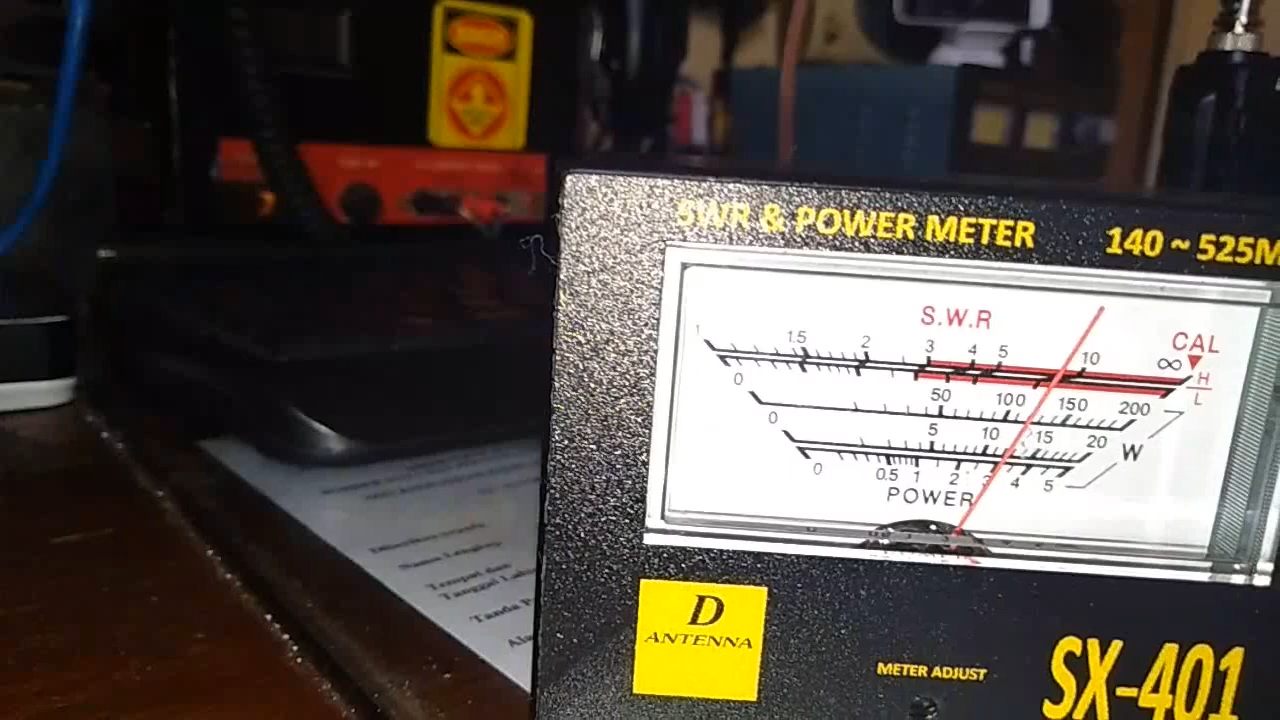 SWR & POWER METER 140 ~ 525M
S.W.R
CAL
1 1.5 2 3 4 5 10 ∞
H
L
0 50 100 150 200
0 5 10 15 20
W
0 0.5 1 2 3 4 5
POWER
D
ANTENNA
METER ADJUST
SX-401
Tempat dan